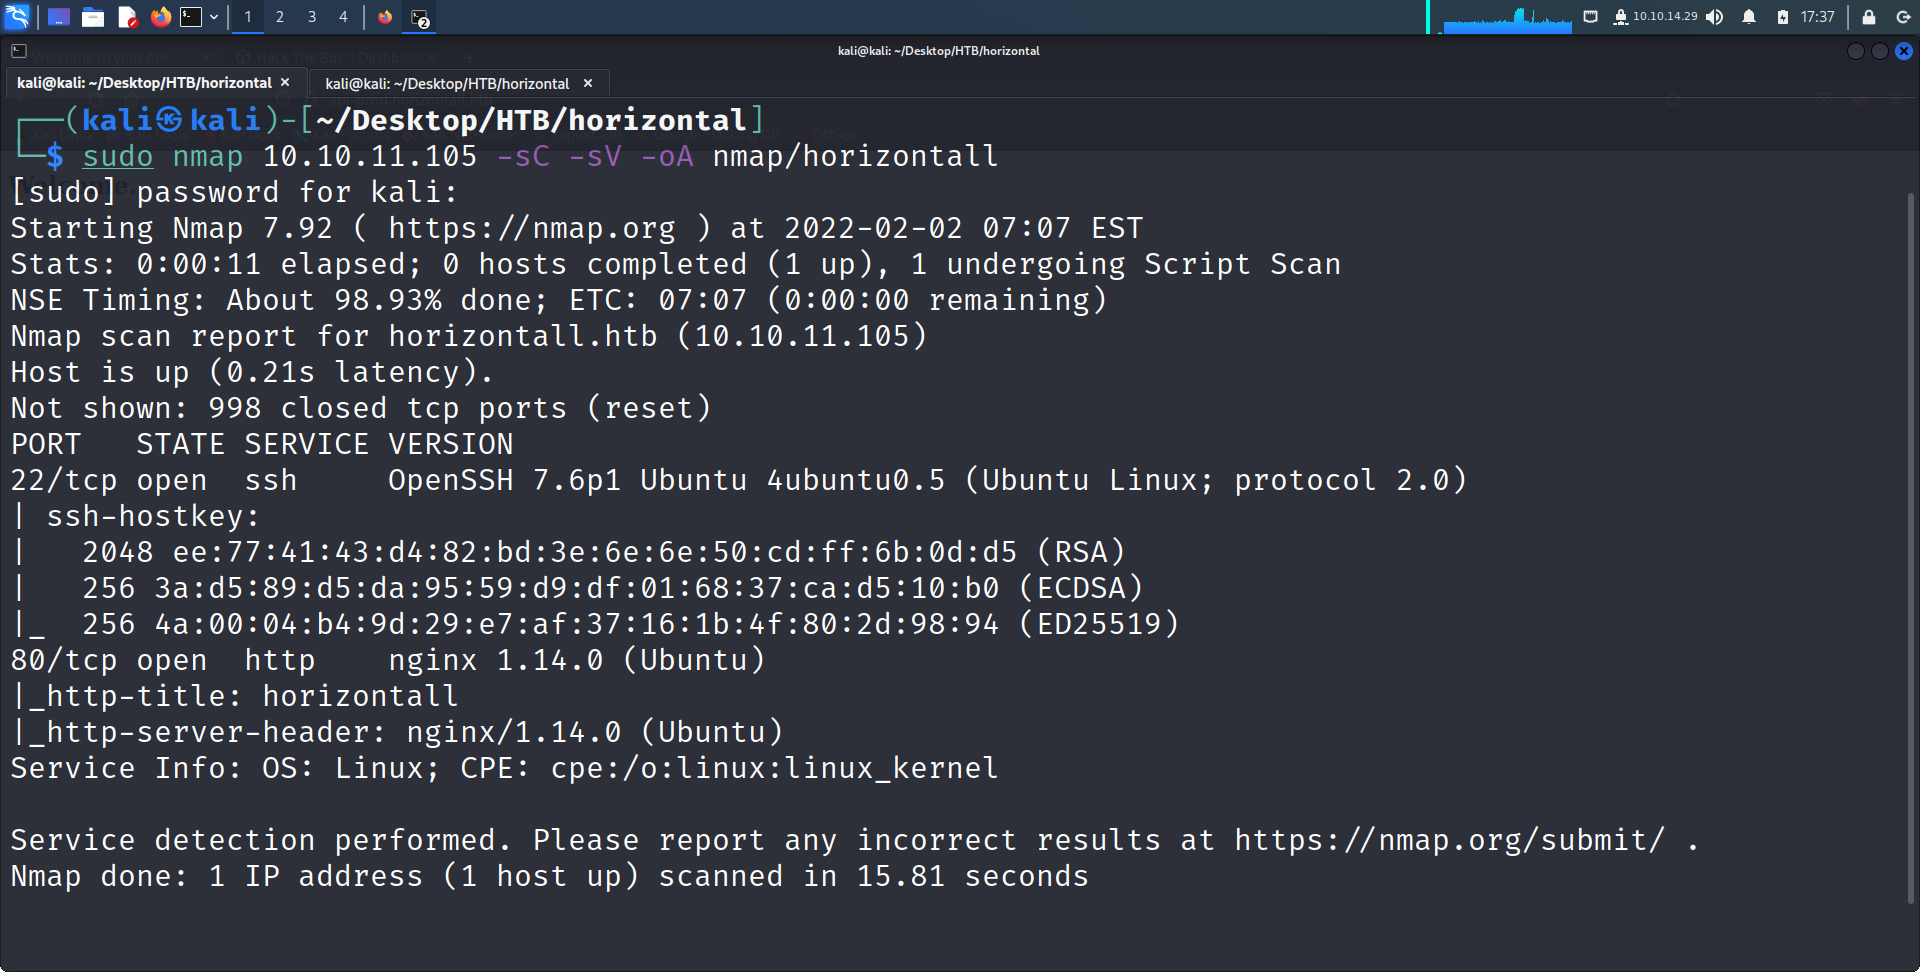 1 2 3 4 2 10.10.14.29 17:37
kali@kali: ~/Desktop/HTB/horizontal
kali@kali: ~/Desktop/HTB/horizontal × kali@kali: ~/Desktop/HTB/horizontal ×
(kali㉿kali)-[~/Desktop/HTB/horizontal]
$ sudo nmap 10.10.11.105 -sC -sV -oA nmap/horizontall
[sudo] password for kali:
Starting Nmap 7.92 ( https://nmap.org ) at 2022-02-02 07:07 EST
Stats: 0:00:11 elapsed; 0 hosts completed (1 up), 1 undergoing Script Scan
NSE Timing: About 98.93% done; ETC: 07:07 (0:00:00 remaining)
Nmap scan report for horizontall.htb (10.10.11.105)
Host is up (0.21s latency).
Not shown: 998 closed tcp ports (reset)
PORT   STATE SERVICE VERSION
22/tcp open  ssh     OpenSSH 7.6p1 Ubuntu 4ubuntu0.5 (Ubuntu Linux; protocol 2.0)
| ssh-hostkey:
|   2048 ee:77:41:43:d4:82:bd:3e:6e:6e:50:cd:ff:6b:0d:d5 (RSA)
|   256 3a:d5:89:d5:da:95:59:d9:df:01:68:37:ca:d5:10:b0 (ECDSA)
|_  256 4a:00:04:b4:9d:29:e7:af:37:16:1b:4f:80:2d:98:94 (ED25519)
80/tcp open  http    nginx 1.14.0 (Ubuntu)
|_http-title: horizontall
|_http-server-header: nginx/1.14.0 (Ubuntu)
Service Info: OS: Linux; CPE: cpe:/o:linux:linux_kernel
Service detection performed. Please report any incorrect results at https://nmap.org/submit/ .
Nmap done: 1 IP address (1 host up) scanned in 15.81 seconds